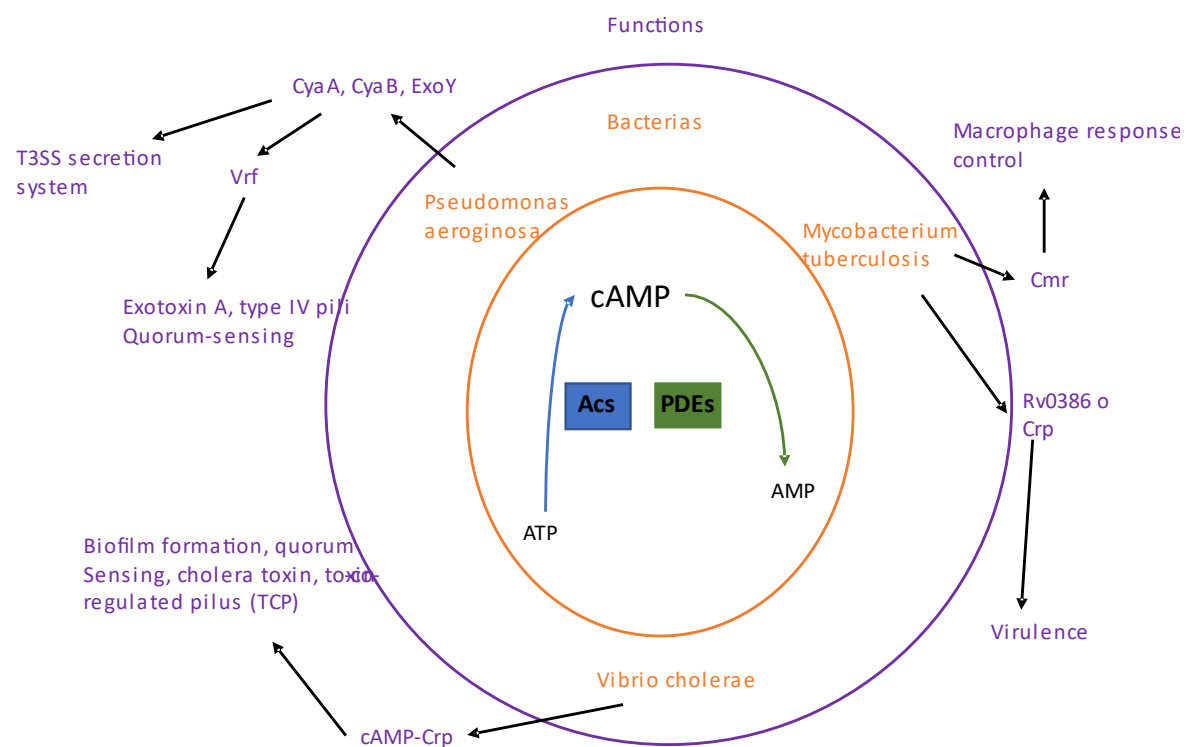 Functions
CyaA, CyaB, ExoY
Bacterias
Macrophage response
control
T3SS secretion
system
Vrf
Pseudomonas
aeroginosa
Mycobacterium
tuberculosis
Cmr
cAMP
Exotoxin A, type IV pili
Quorum-sensing
Acs
PDEs
Rv0386 o
Crp
AMP
ATP
Biofilm formation, quorum
Sensing, cholera toxin, toxin-co-
regulated pilus (TCP)
Virulence
Vibrio cholerae
cAMP-Crp